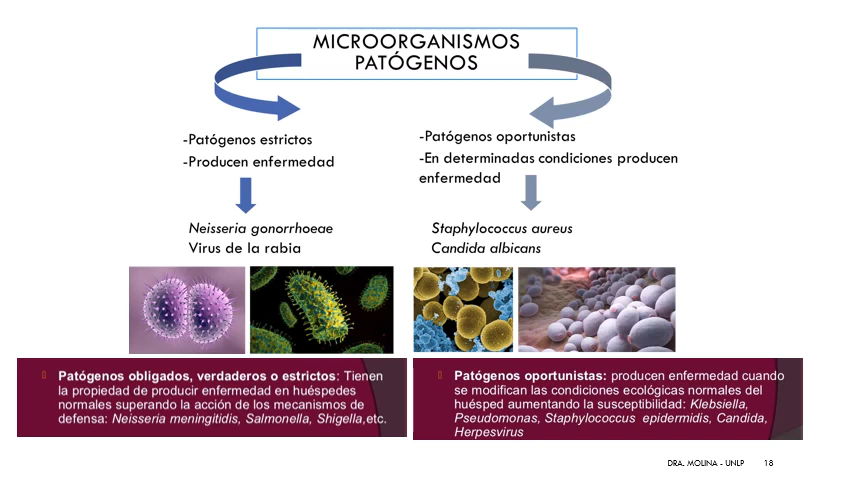 MICROORGANISMOS
PATÓGENOS
-Patógenos estrictos
-Producen enfermedad
Neisseria gonorrhoeae
Virus de la rabia
-Patógenos oportunistas
-En determinadas condiciones producen
enfermedad
Staphylococcus aureus
Candida albicans
Patógenos obligados, verdaderos o estrictos: Tienen
la propiedad de producir enfermedad en huéspedes
normales superando la acción de los mecanismos de
defensa: Neisseria meningitidis, Salmonella, Shigella,etc.
Patógenos oportunistas: producen enfermedad cuando
se modifican las condiciones ecológicas normales del
huésped aumentando la susceptibilidad: Klebsiella,
Pseudomonas, Staphylococcus epidermidis, Candida,
Herpesvirus
DRA. MOLINA - UNLP 18